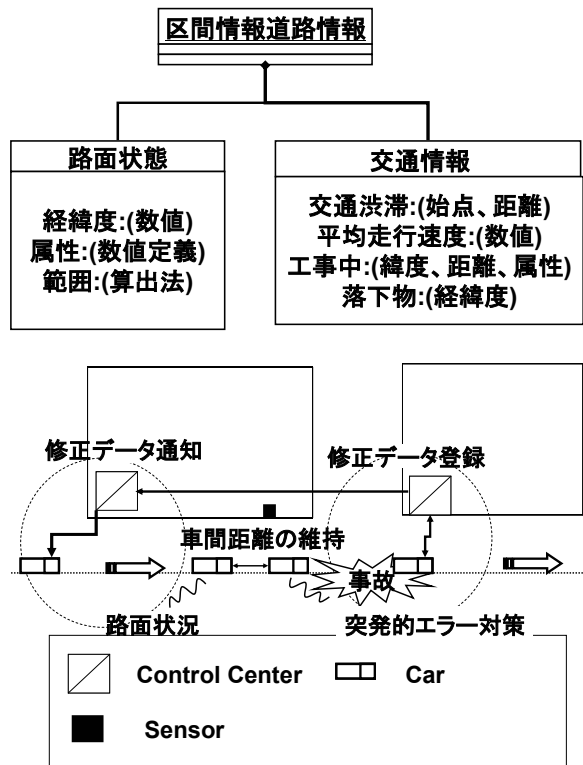 区間情報道路情報
路面状態
経緯度:(数値)
属性:(数値定義)
範囲:(算出法)
交通情報
交通渋滞:(始点、距離)
平均走行速度:(数値)
工事中:(緯度、距離、属性)
落下物:(経緯度)
修正データ通知
修正データ登録
車間距離の維持
事故
路面状況
突発的エラー対策
Control Center
Car
Sensor